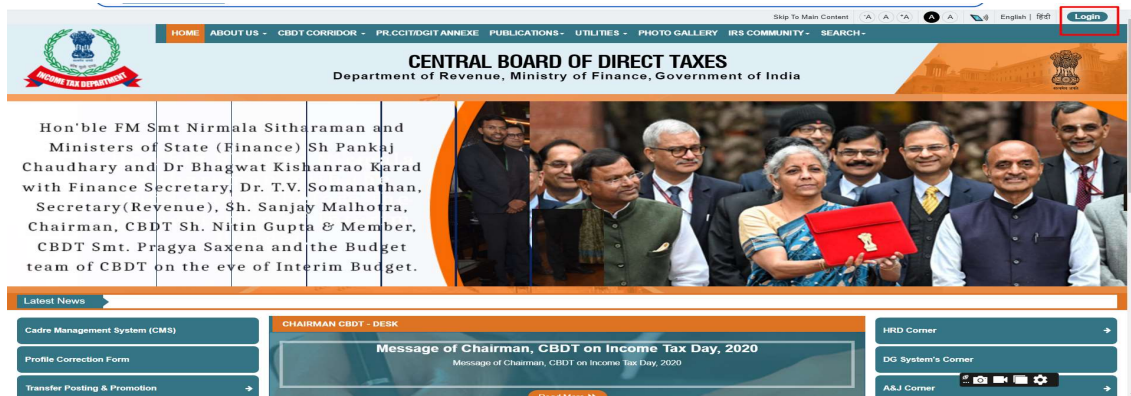 Skip To Main Content | -A A +A A A English | हिंदी Login
HOME ABOUT US CBDT CORRIDOR PR.CCIT/DGIT ANNEXE PUBLICATIONS UTILITIES PHOTO GALLERY IRS COMMUNITY SEARCH
INCOME TAX DEPARTMENT
CENTRAL BOARD OF DIRECT TAXES
Department of Revenue, Ministry of Finance, Government of India
Hon'ble FM Smt Nirmala Sitharaman and
Ministers of State (Finance) Sh Pankaj
Chaudhary and Dr Bhagwat Kishanrao Karad
with Finance Secretary, Dr. T.V. Somanathan,
Secretary(Revenue), Sh. Sanjay Malhotra,
Chairman, CBDT Sh. Nitin Gupta & Member,
CBDT Smt. Pragya Saxena and the Budget
team of CBDT on the eve of Interim Budget.
Latest News
Cadre Management System (CMS)
Profile Correction Form
Transfer Posting & Promotion
CHAIRMAN CBDT - DESK
Message of Chairman, CBDT on Income Tax Day, 2020
Message of Chairman, CBDT on Income Tax Day, 2020
Read More
HRD Corner
DG System's Corner
A&J Corner